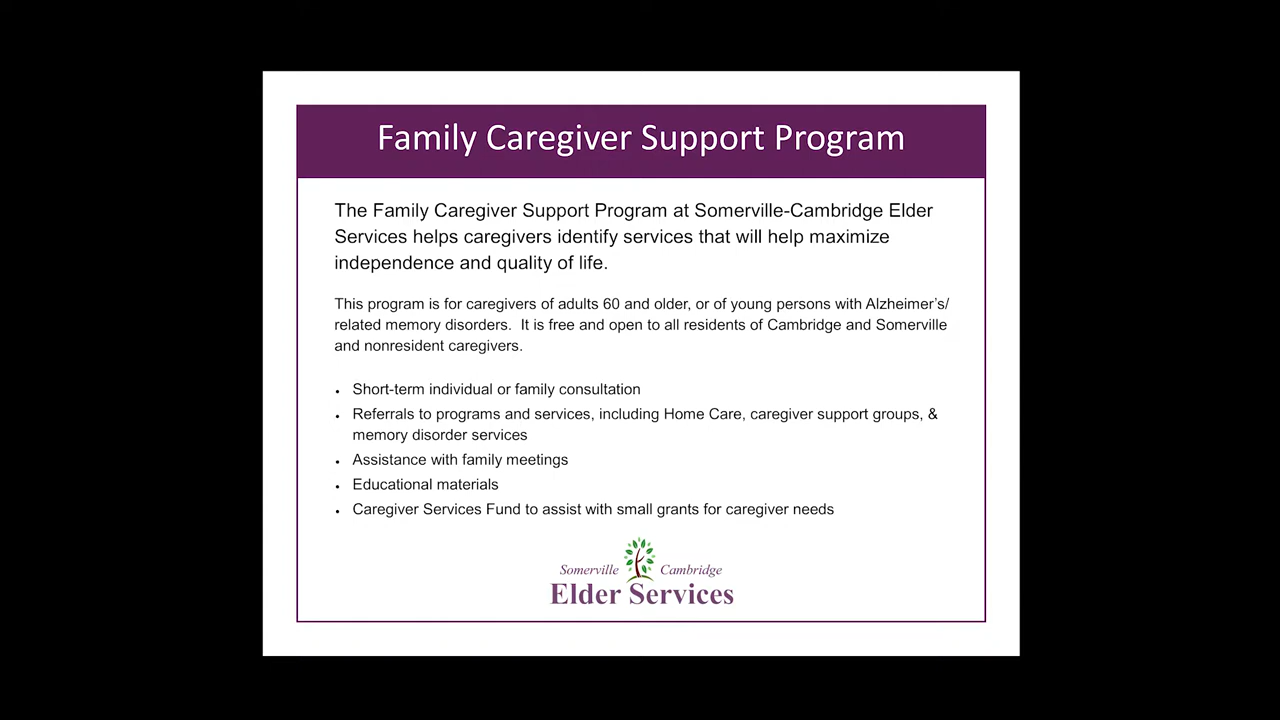 Family Caregiver Support Program
The Family Caregiver Support Program at Somerville-Cambridge Elder
Services helps caregivers identify services that will help maximize
independence and quality of life.
This program is for caregivers of adults 60 and older, or of young persons with Alzheimer's/
related memory disorders.  It is free and open to all residents of Cambridge and Somerville
and nonresident caregivers.
• Short-term individual or family consultation
• Referrals to programs and services, including Home Care, caregiver support groups, &
memory disorder services
• Assistance with family meetings
• Educational materials
• Caregiver Services Fund to assist with small grants for caregiver needs
Somerville Cambridge
Elder Services